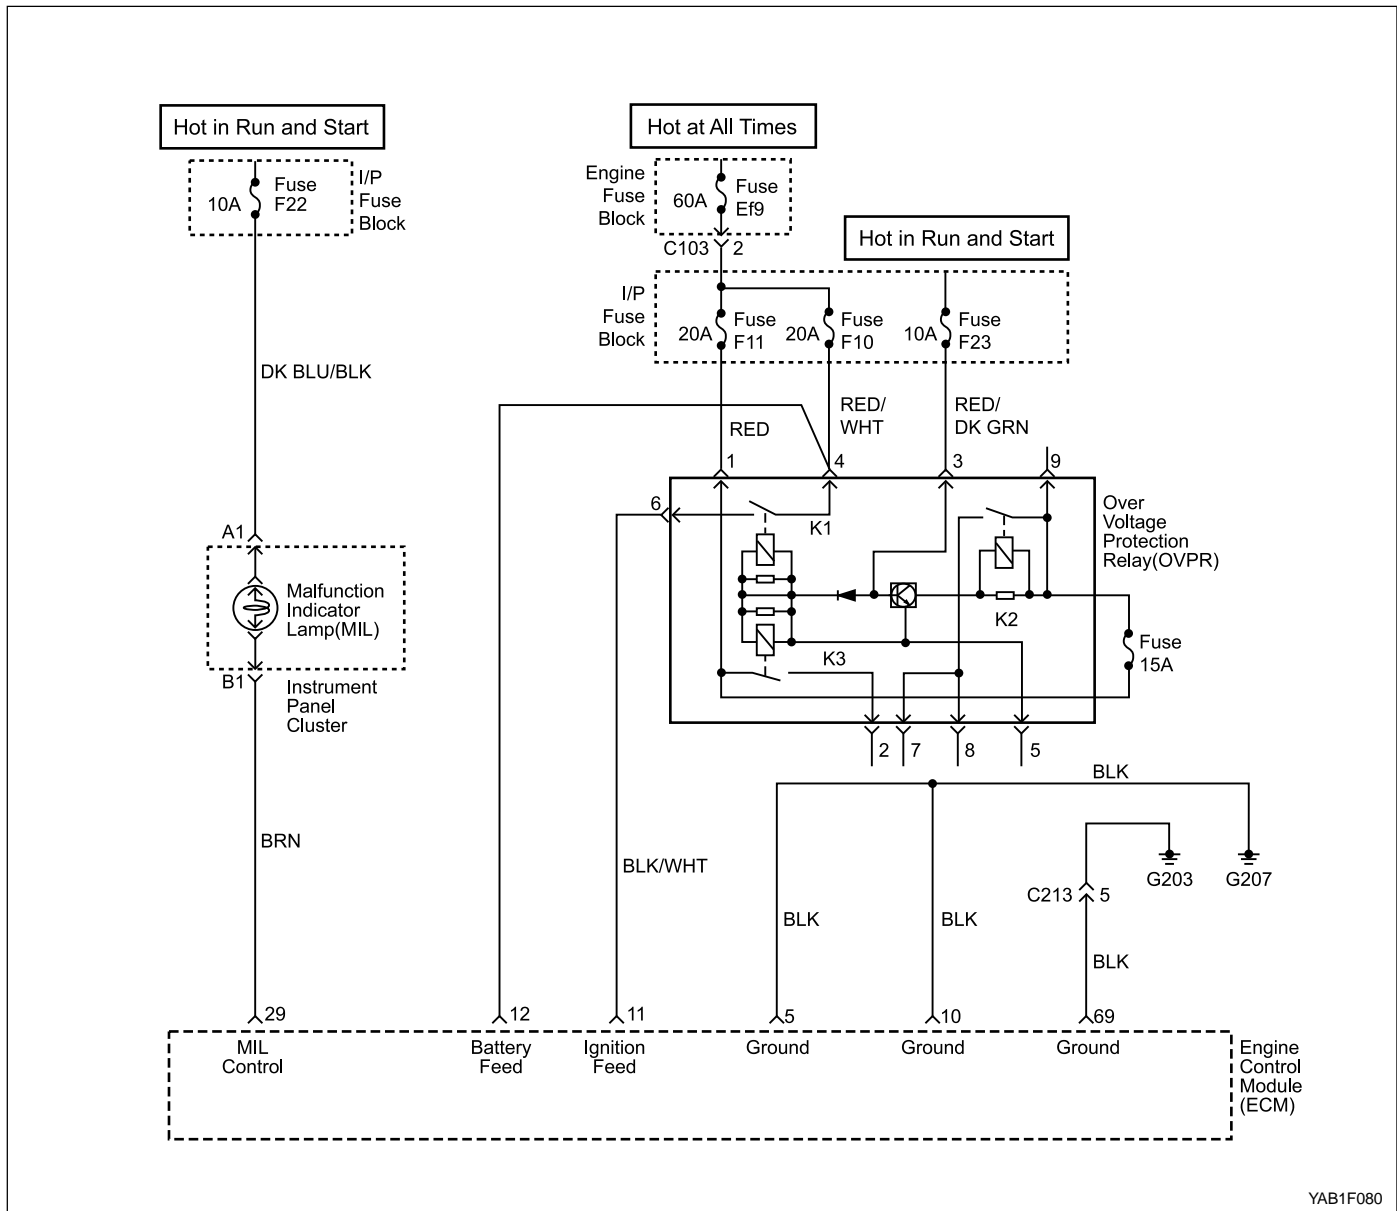 Hot in Run and Start
Hot at All Times
10A
Fuse
F22
I/P
Fuse
Block
Engine
Fuse
Block
60A
Fuse
Ef9
C103
2
Hot in Run and Start
I/P
Fuse
Block
20A
Fuse
F11
20A
Fuse
F10
10A
Fuse
F23
DK BLU/BLK
RED
RED/
WHT
RED/
DK GRN
1
4
3
9
6
K1
K2
K3
Fuse
15A
Over
Voltage
Protection
Relay(OVPR)
A1
Malfunction
Indicator
Lamp(MIL)
B1
Instrument
Panel
Cluster
2
7
8
5
BLK
BRN
BLK/WHT
BLK
BLK
C213
5
G203
G207
BLK
29
12
11
5
10
69
MIL
Control
Battery
Feed
Ignition
Feed
Ground
Ground
Ground
Engine
Control
Module
(ECM)
YAB1F080